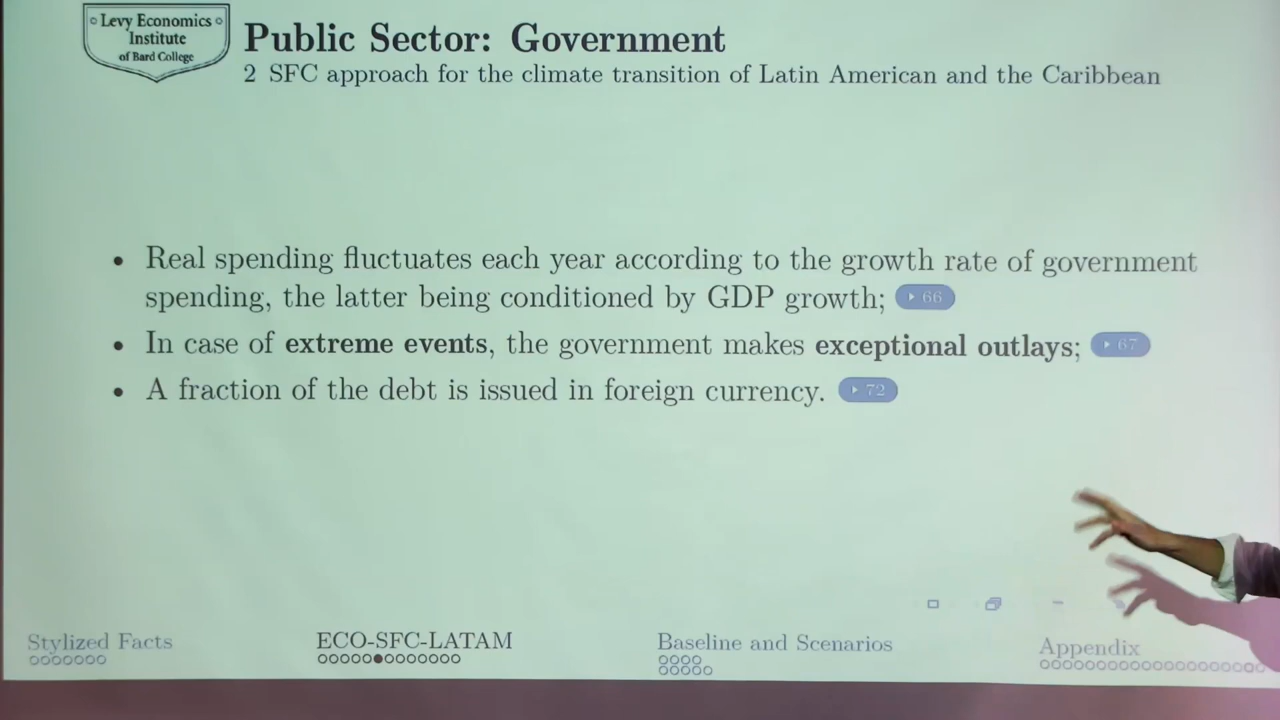 Levy Economics
Institute
of Bard College
Public Sector: Government
2 SFC approach for the climate transition of Latin American and the Caribbean
• Real spending fluctuates each year according to the growth rate of government
spending, the latter being conditioned by GDP growth; 66
• In case of extreme events, the government makes exceptional outlays; 67
• A fraction of the debt is issued in foreign currency. 72
Stylized Facts
ECO-SFC-LATAM
Baseline and Scenarios
Appendix